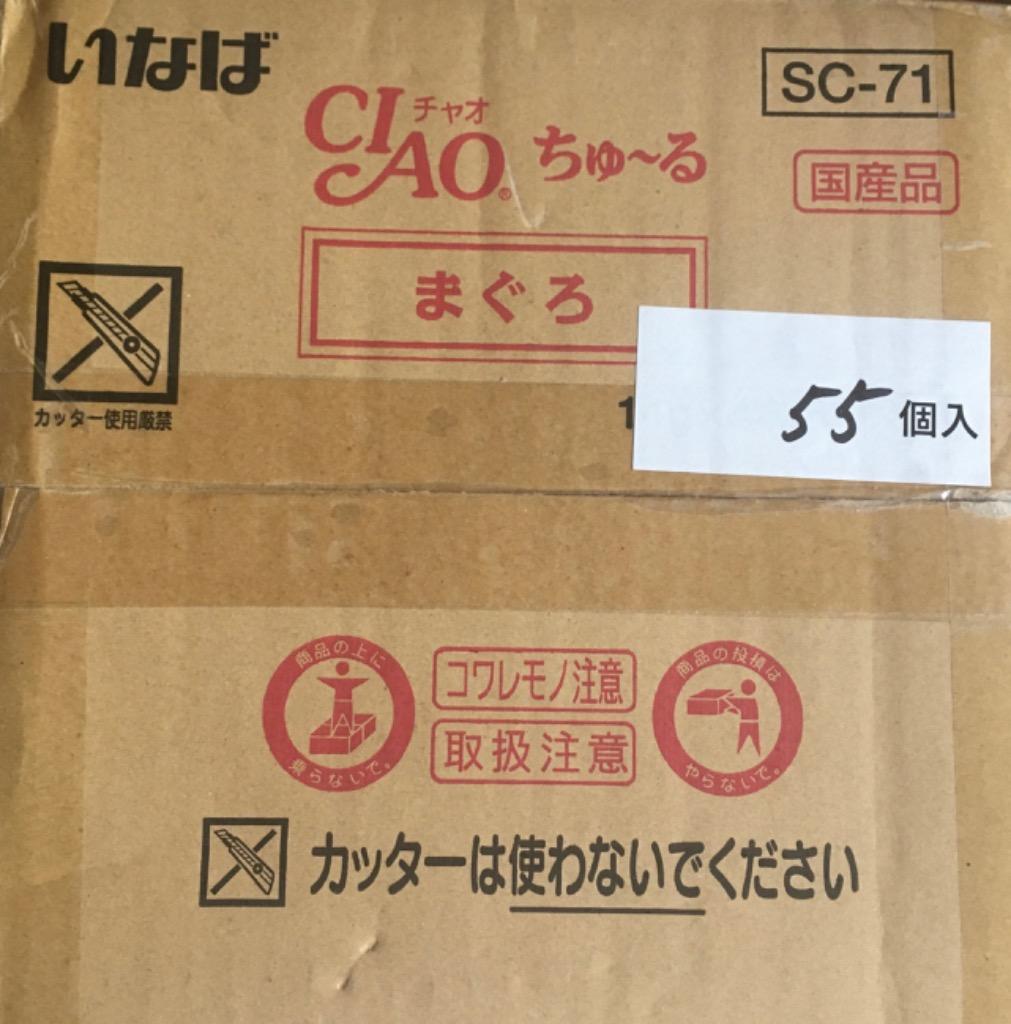 いなば
SC-71
CIAO®
チャオ
ちゅ～る
国産品
まぐろ
カッター使用厳禁
55 個入
商品の上に
乗らないで。
コワレモノ注意
取扱注意
商品の投積は
やらないで。
カッターは使わないでください